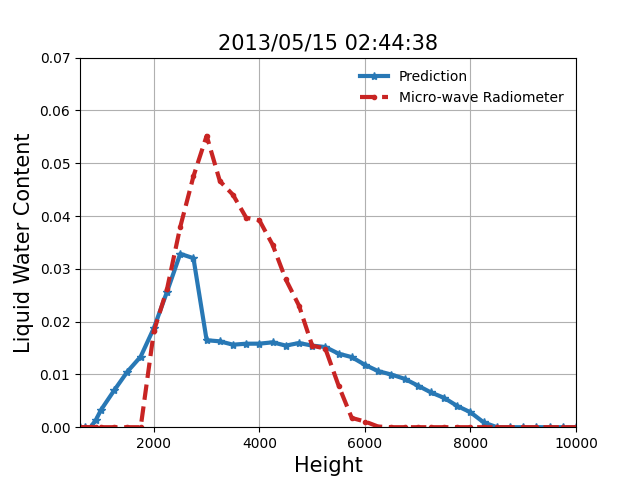 2013/05/15 02:44:38
Prediction
Micro-wave Radiometer
Liquid Water Content
0.07
0.06
0.05
0.04
0.03
0.02
0.01
0.00
2000 4000 6000 8000 10000
Height